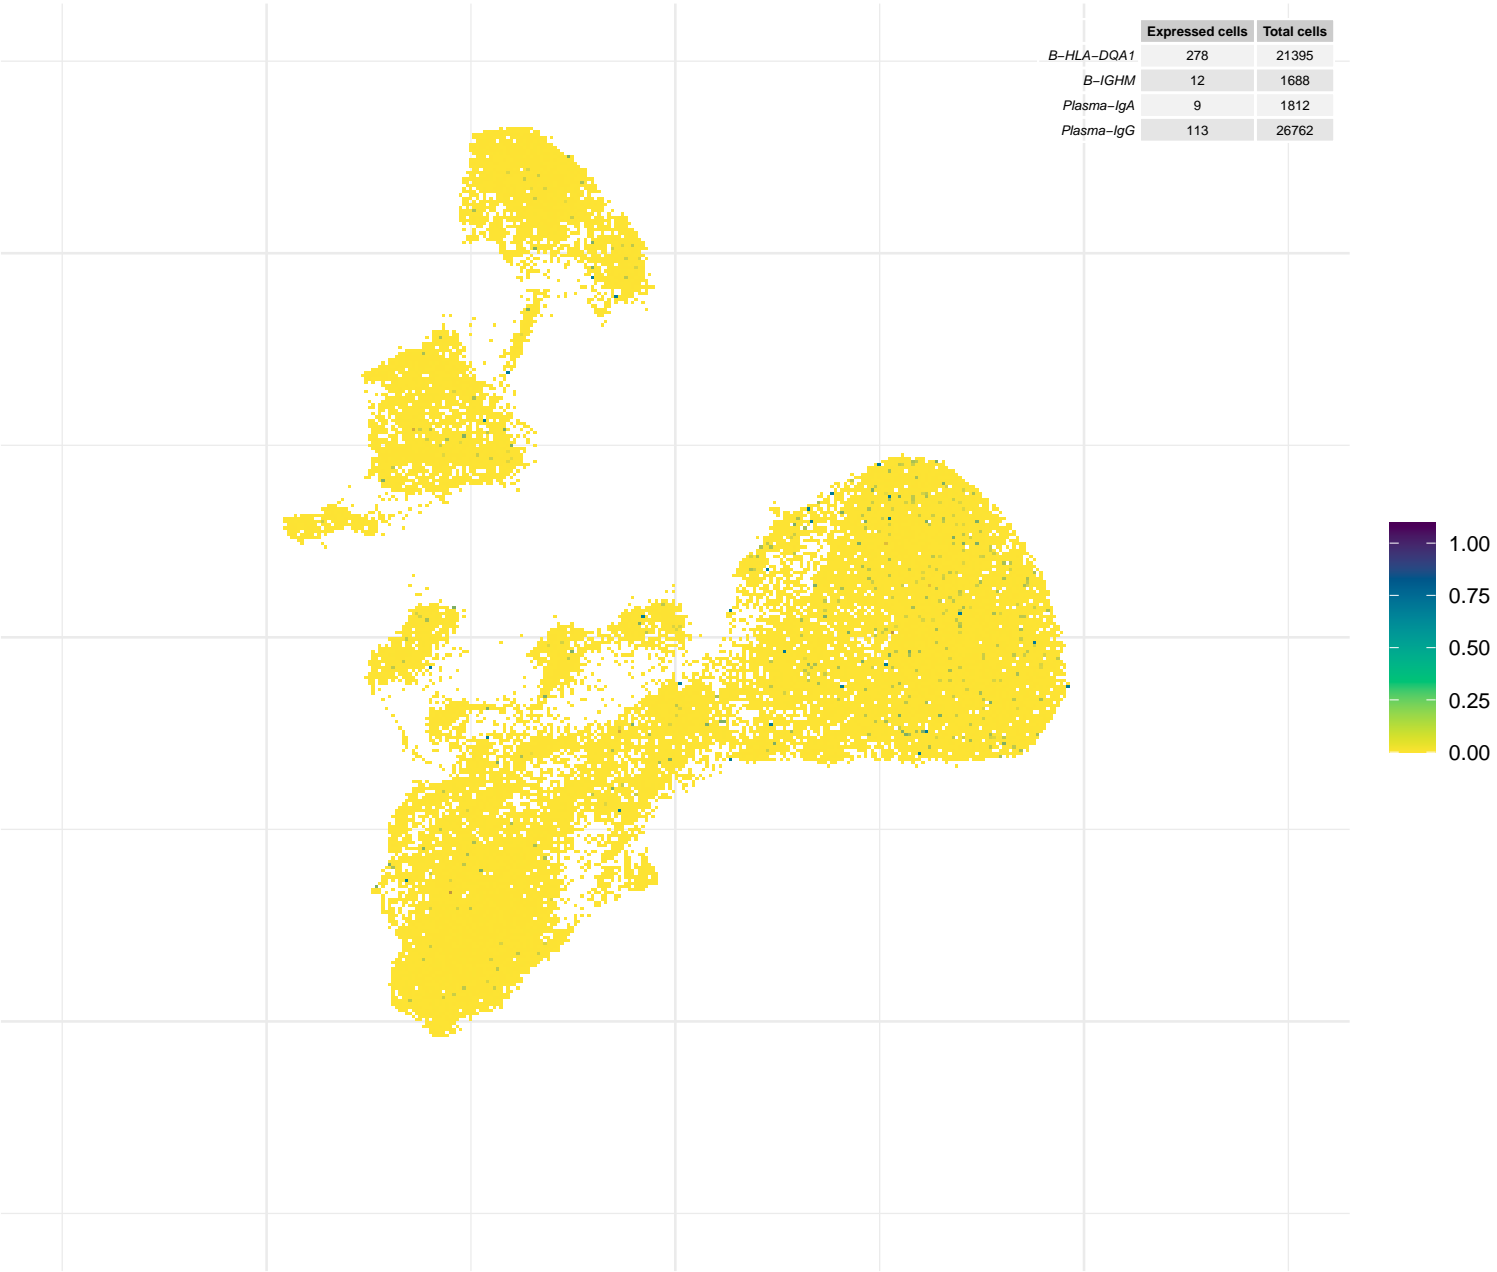 Expressed cells Total cells
B−HLA−DQA1 278 21395
B−IGHM 12 1688
Plasma−IgA 9 1812
Plasma−IgG 113 26762
1.00
0.75
0.50
0.25
0.00